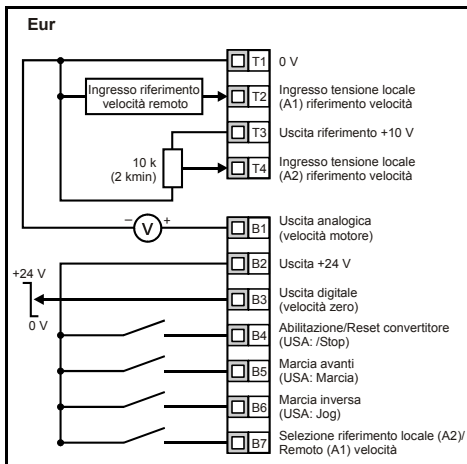 Eur
T1 0 V
Ingresso riferimento
velocità remoto
T2 Ingresso tensione locale
(A1) riferimento velocità
T3 Uscita riferimento +10 V
10 k
(2 kmin)
T4 Ingresso tensione locale
(A2) riferimento velocità
− V +
B1 Uscita analogica
(velocità motore)
B2 Uscita +24 V
+24 V
0 V
B3 Uscita digitale
(velocità zero)
B4 Abilitazione/Reset convertitore
(USA: /Stop)
B5 Marcia avanti
(USA: Marcia)
B6 Marcia inversa
(USA: Jog)
B7 Selezione riferimento locale (A2)/
Remoto (A1) velocità